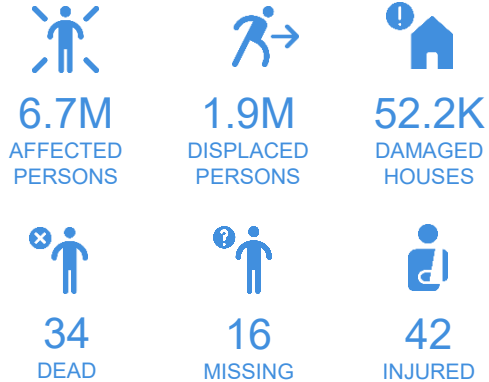 6.7M
AFFECTED
PERSONS
1.9M
DISPLACED
PERSONS
52.2K
DAMAGED
HOUSES
34
DEAD
16
MISSING
42
INJURED